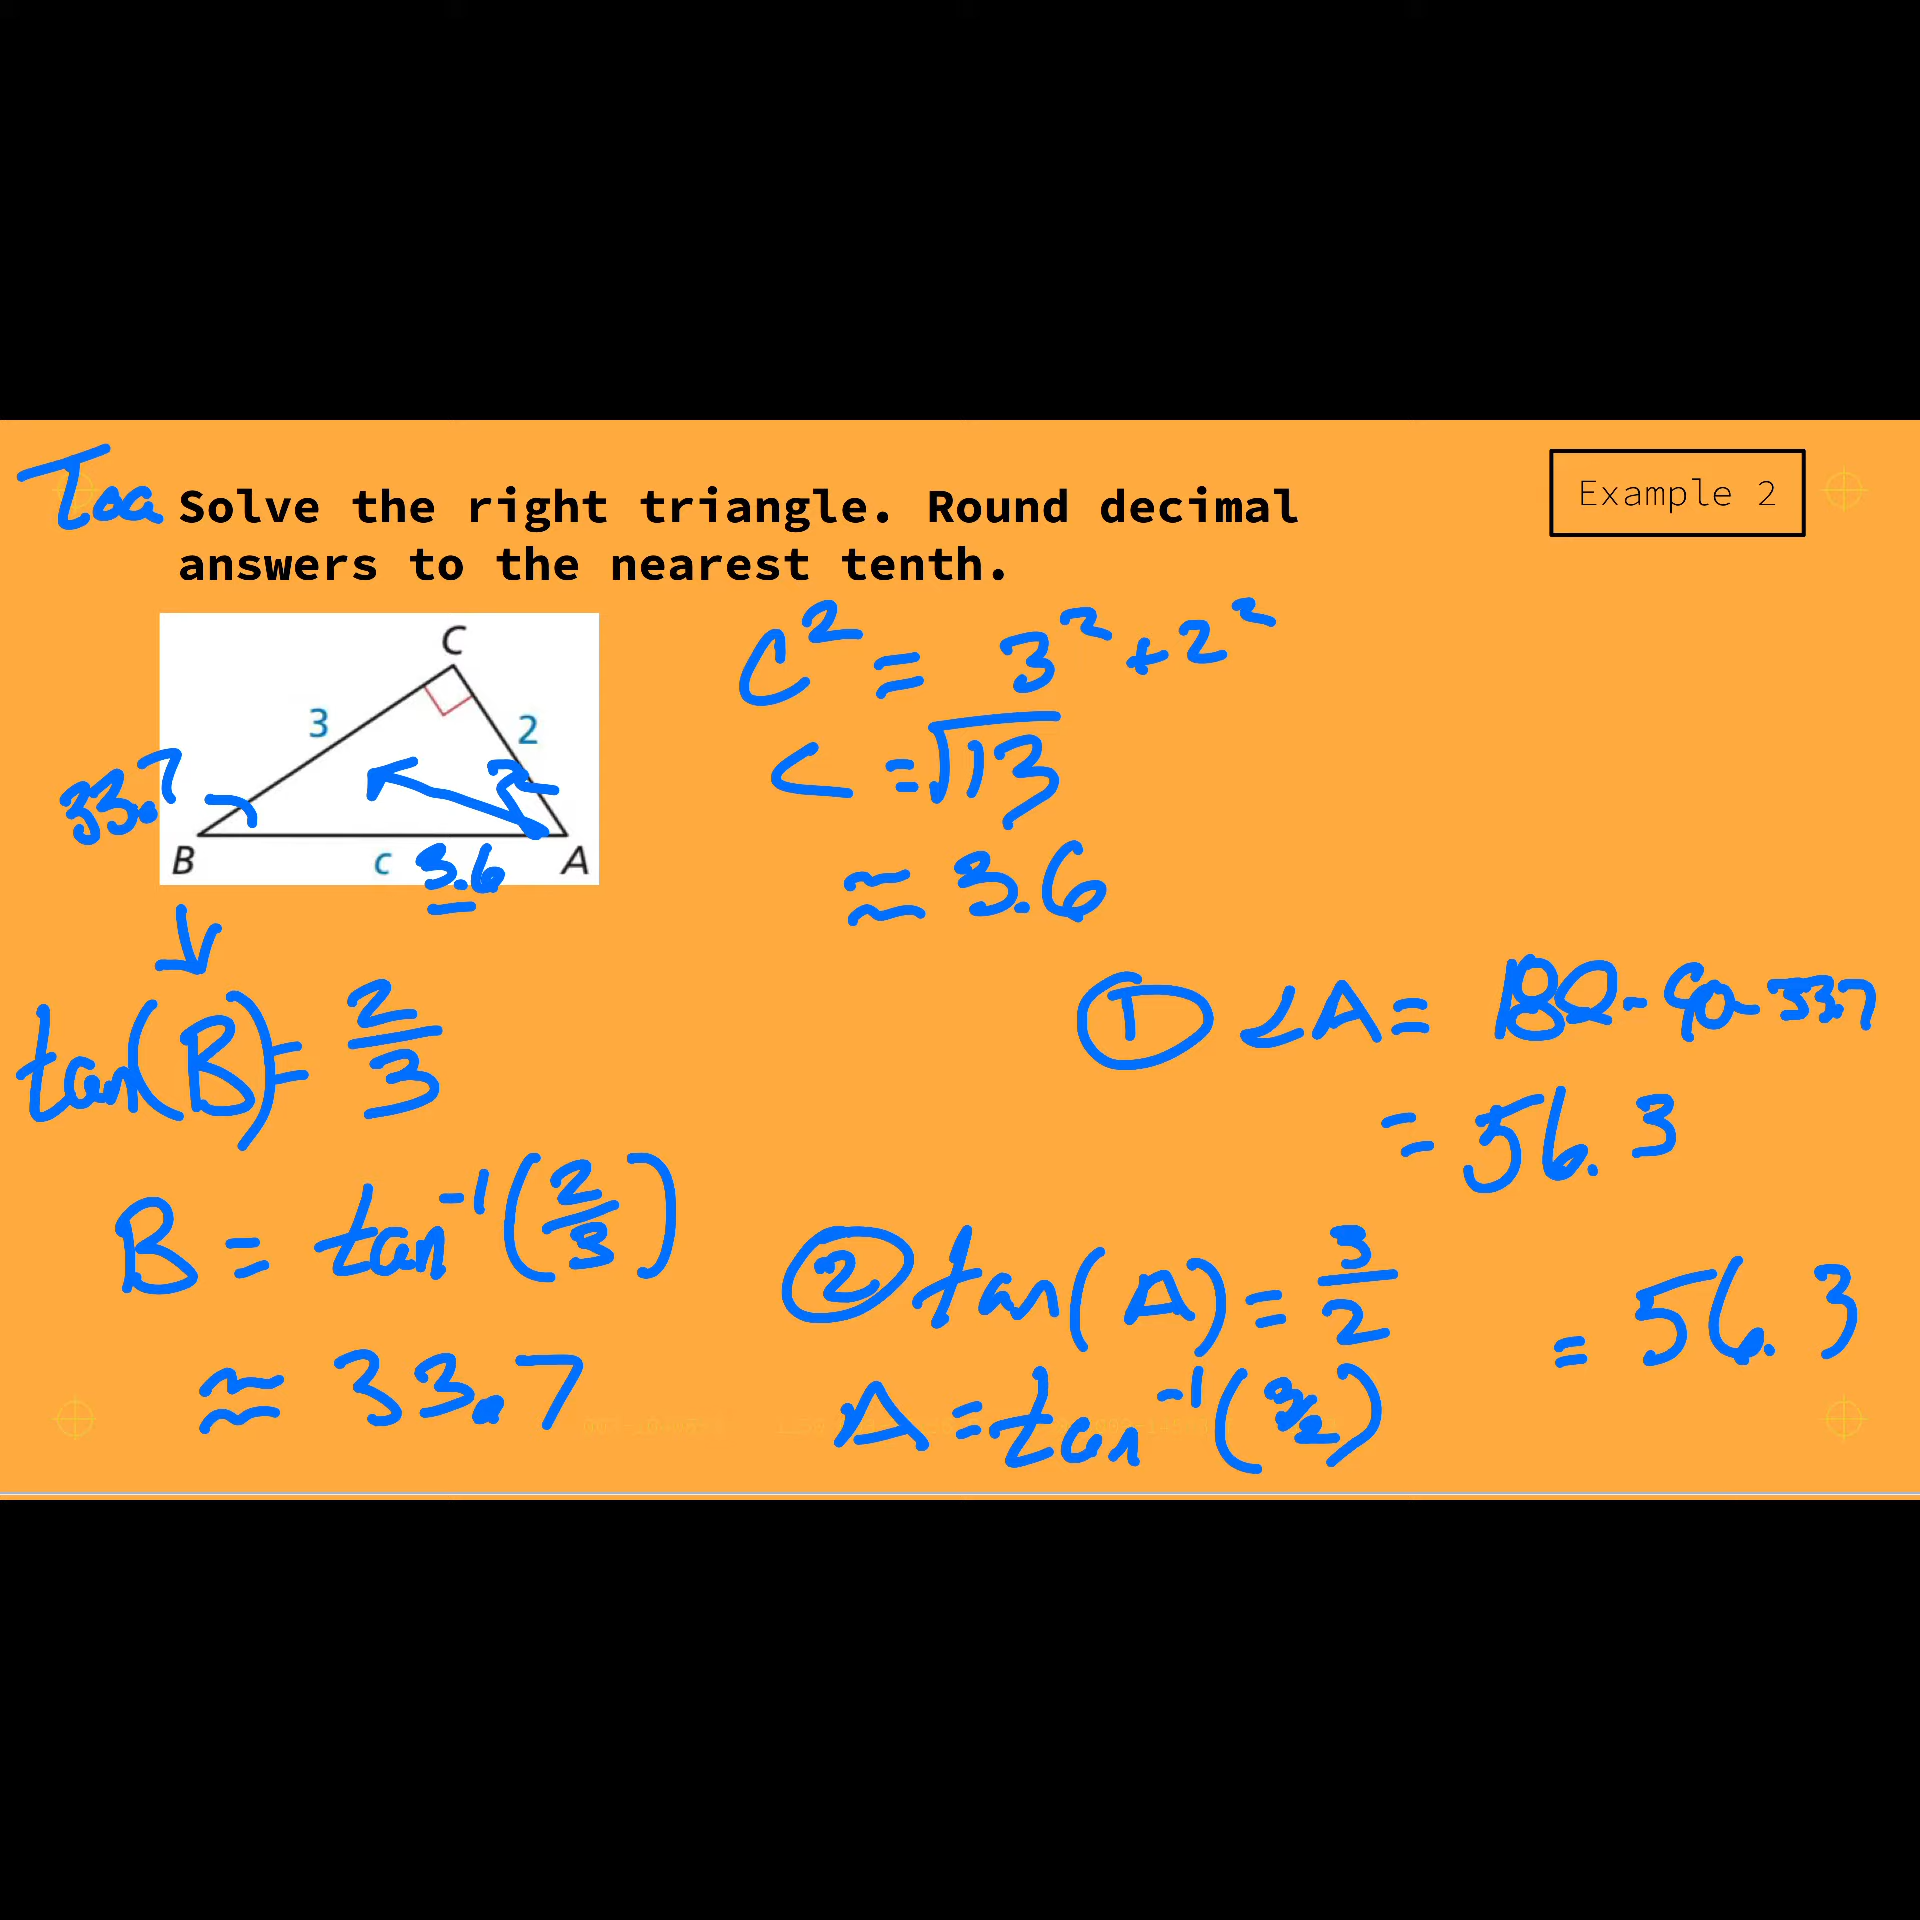 Toa
Solve the right triangle. Round decimal
answers to the nearest tenth.
Example 2
C
3
2
33.7
B
c
3.6
A
C² = 3² + 2²
c = √13
≅ 3.6
tan(B) = 2/3
B = tan⁻¹(2/3)
≅ 33.7
① ∠A = 180 - 90 - 33.7
= 56.3
② tan(A) = 3/2
A = tan⁻¹(3/2)
= 56.3